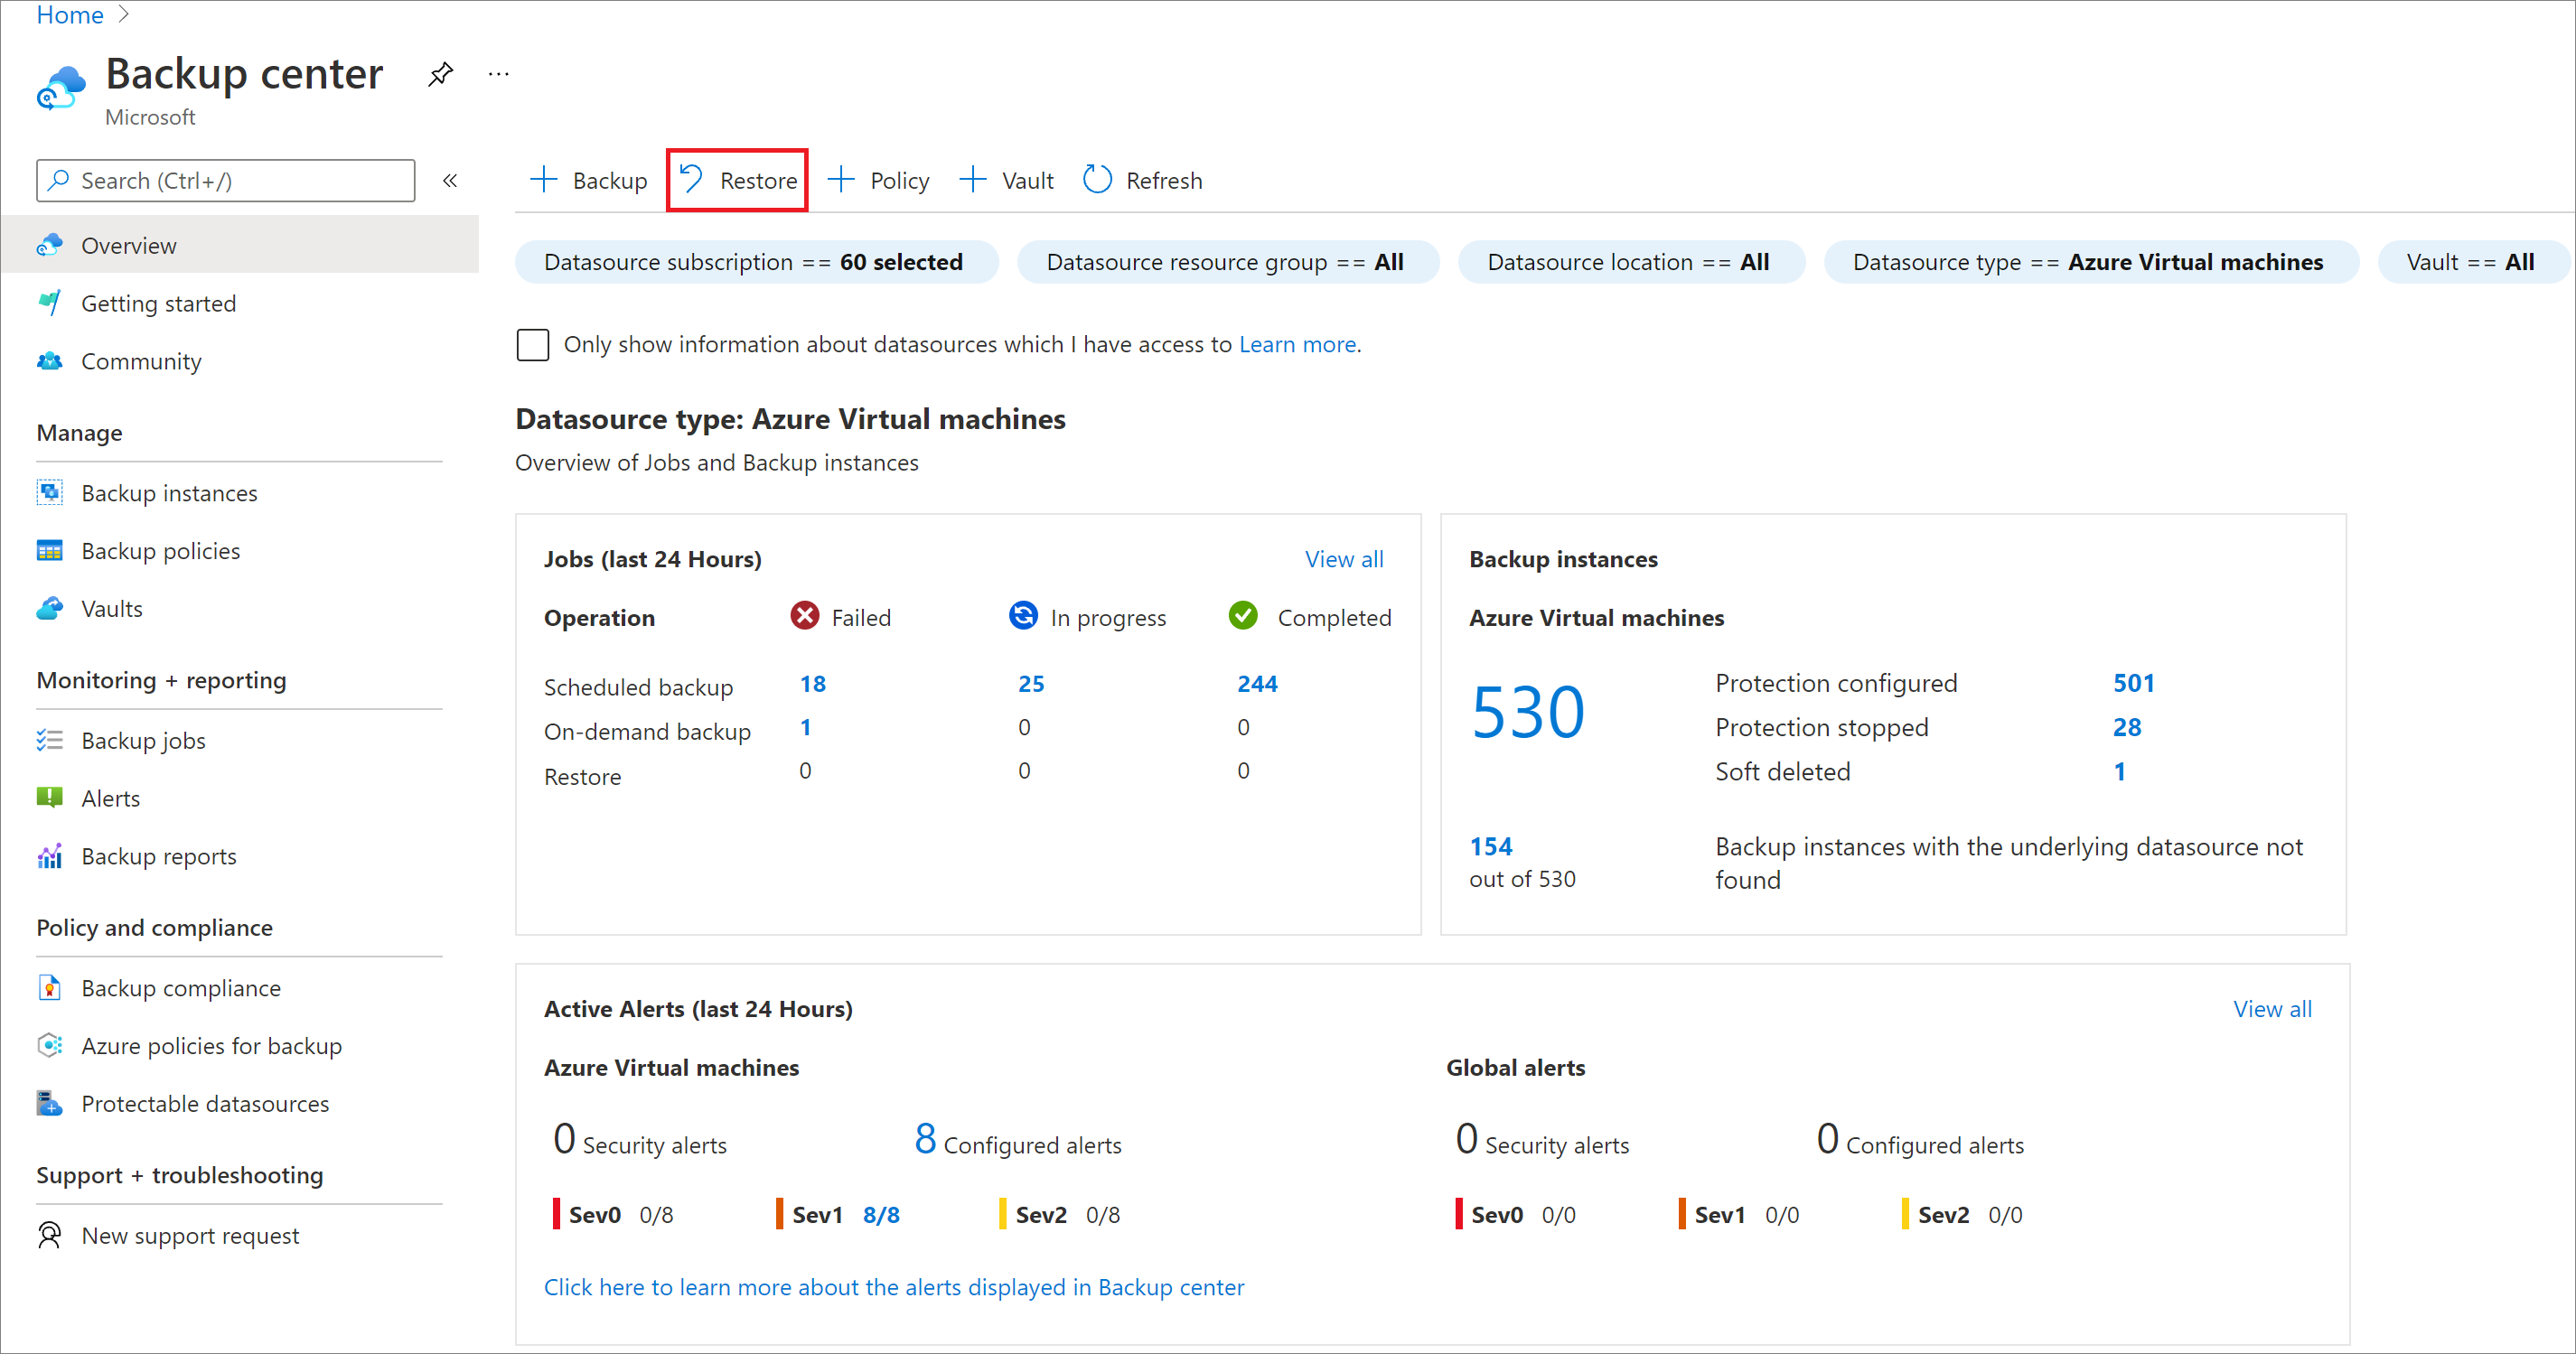 Home
Backup center
Microsoft
Search (Ctrl+/)
Overview
Getting started
Community
Manage
Backup instances
Backup policies
Vaults
Monitoring + reporting
Backup jobs
Alerts
Backup reports
Policy and compliance
Backup compliance
Azure policies for backup
Protectable datasources
Support + troubleshooting
New support request
Backup Restore Policy Vault Refresh
Datasource subscription == 60 selected Datasource resource group == All Datasource location == All Datasource type == Azure Virtual machines Vault == All
Only show information about datasources which I have access to Learn more.
Datasource type: Azure Virtual machines
Overview of Jobs and Backup instances
Jobs (last 24 Hours) View all
Operation Failed In progress Completed
Scheduled backup 18 25 244
On-demand backup 1 0 0
Restore 0 0 0
Backup instances
Azure Virtual machines
530
Protection configured 501
Protection stopped 28
Soft deleted 1
154
out of 530
Backup instances with the underlying datasource not
found
Active Alerts (last 24 Hours) View all
Azure Virtual machines
0 Security alerts 8 Configured alerts
Sev0 0/8 Sev1 8/8 Sev2 0/8
Global alerts
0 Security alerts 0 Configured alerts
Sev0 0/0 Sev1 0/0 Sev2 0/0
Click here to learn more about the alerts displayed in Backup center